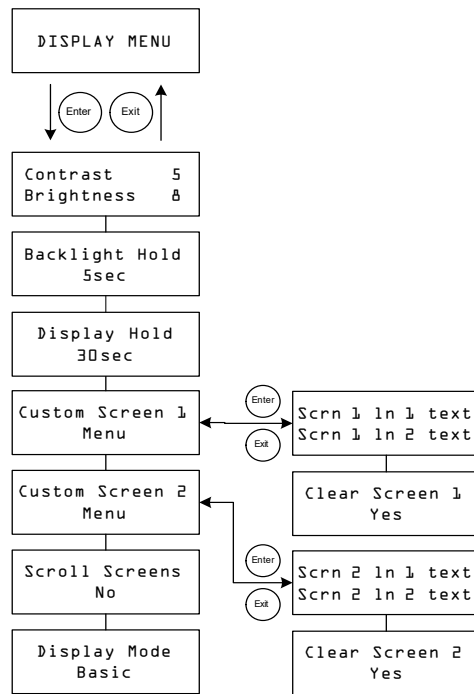 DISPLAY MENU
Enter
Exit
Contrast 5
Brightness 8
Backlight Hold
5sec
Display Hold
30sec
Custom Screen 1
Menu
Enter
Exit
Scrn 1 ln 1 text
Scrn 1 ln 2 text
Clear Screen 1
Yes
Custom Screen 2
Menu
Enter
Exit
Scrn 2 ln 1 text
Scrn 2 ln 2 text
Clear Screen 2
Yes
Scroll Screens
No
Display Mode
Basic